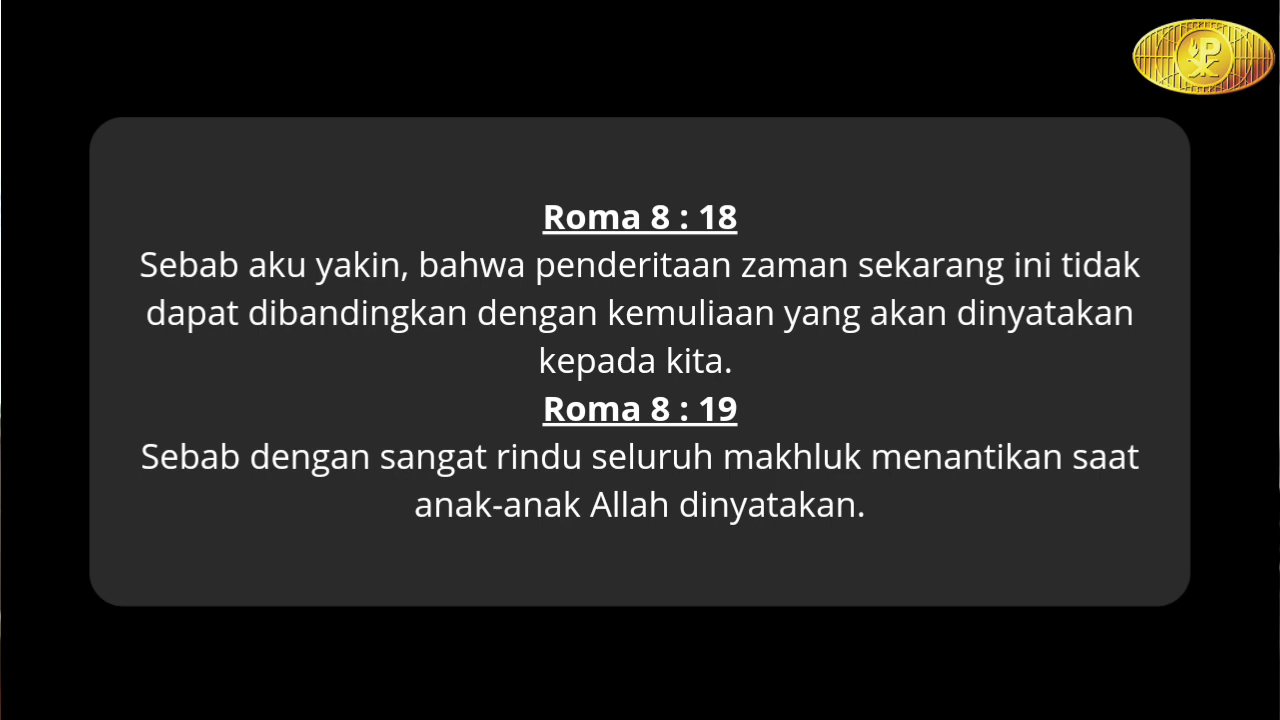 Roma 8 : 18
Sebab aku yakin, bahwa penderitaan zaman sekarang ini tidak
dapat dibandingkan dengan kemuliaan yang akan dinyatakan
kepada kita.
Roma 8 : 19
Sebab dengan sangat rindu seluruh makhluk menantikan saat
anak-anak Allah dinyatakan.